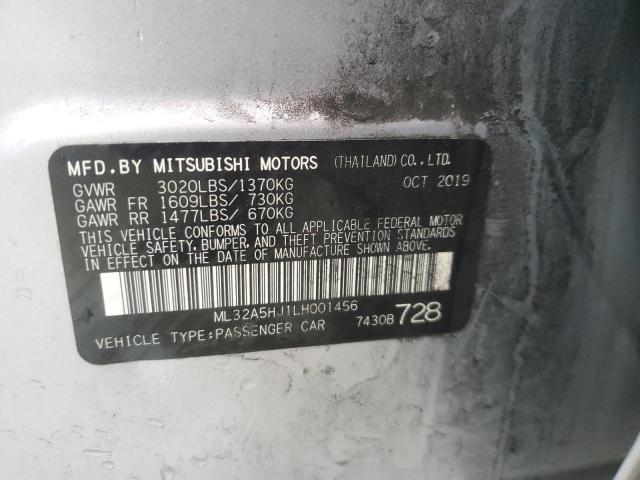 MFD. BY MITSUBISHI MOTORS (THAILAND) CO., LTD.
GVWR 3020LBS/1370KG OCT 2019
GAWR FR 1609LBS/ 730KG
GAWR RR 1477LBS/ 670KG
THIS VEHICLE CONFORMS TO ALL APPLICABLE FEDERAL MOTOR
VEHICLE SAFETY, BUMPER, AND THEFT PREVENTION STANDARDS
IN EFFECT ON THE DATE OF MANUFACTURE SHOWN ABOVE.
ML32A5HJ1LH001456
VEHICLE TYPE:PASSENGER CAR 7430B 728